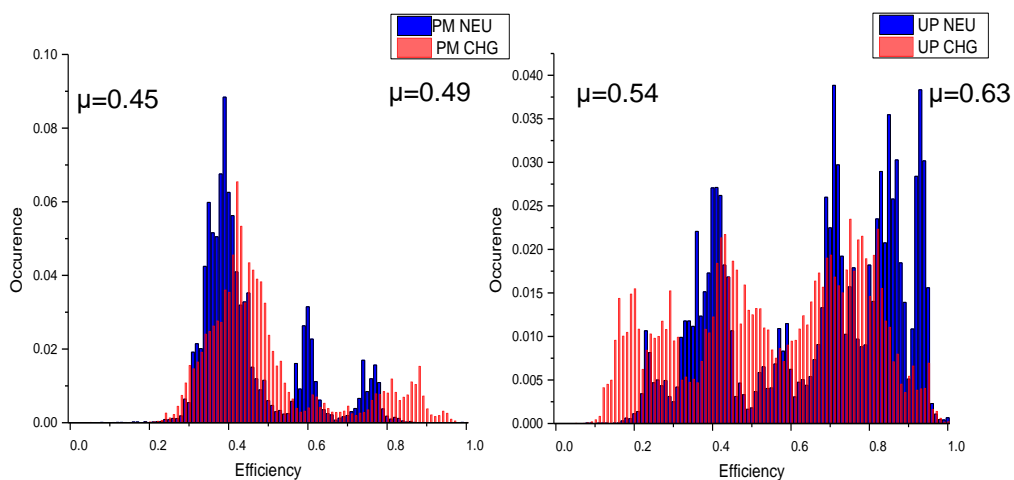 PM NEU
PM CHG
μ=0.45
μ=0.49
Occurence
0.10
0.08
0.06
0.04
0.02
0.00
0.0 0.2 0.4 0.6 0.8 1.0
Efficiency
UP NEU
UP CHG
μ=0.54
μ=0.63
Occurence
0.040
0.035
0.030
0.025
0.020
0.015
0.010
0.005
0.000
0.0 0.2 0.4 0.6 0.8 1.0
Efficiency